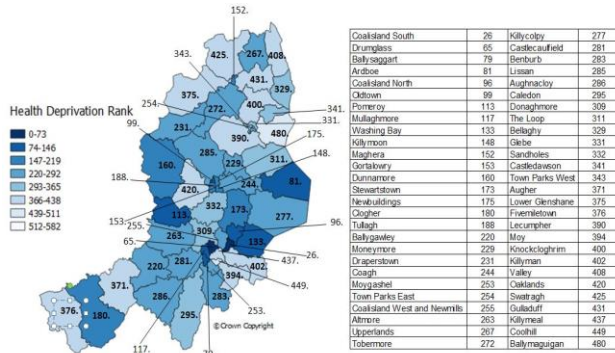 152.
425.
267.
408.
343.
431.
329.
375.
272.
400.
254.
341.
231.
390.
480.
331.
99.
285.
175.
229.
311.
160.
148.
188.
420.
244.
81.
332.
173.
153.
113.
277.
255.
309.
96.
65.
263.
133.
26.
281.
437.
220.
402.
449.
371.
394.
286.
283.
253.
376.
180.
295.
117.
©Crown Copyright
Health Deprivation Rank
0-73
74-146
147-219
220-292
293-365
366-438
439-511
512-582
Coalisland South 26 Killycolpy 277
Drumglass 65 Castlecaulfield 281
Ballysaggart 79 Benburb 283
Ardboe 81 Lissan 285
Coalisland North 96 Aughnacloy 286
Oldtown 99 Caledon 295
Pomeroy 113 Donaghmore 309
Mullaghmore 117 The Loop 311
Washing Bay 133 Bellaghy 329
Killymoon 148 Glebe 331
Maghera 152 Sandholes 332
Gortalowry 153 Castledawson 341
Dunnamore 160 Town Parks West 343
Stewartstown 173 Augher 371
Newbuildings 175 Lower Glenshane 375
Clogher 180 Fivemiletown 376
Tullagh 188 Lecumpher 390
Ballygawley 220 Moy 394
Moneymore 229 Knockcloghrim 400
Draperstown 231 Killyman 402
Coagh 244 Valley 408
Moygashel 253 Oaklands 420
Town Parks East 254 Swatragh 425
Coalisland West and Newmills 255 Gulladuff 431
Altmore 263 Killymeal 437
Upperlands 267 Coolhill 449
Tobermore 272 Ballymaguigan 480